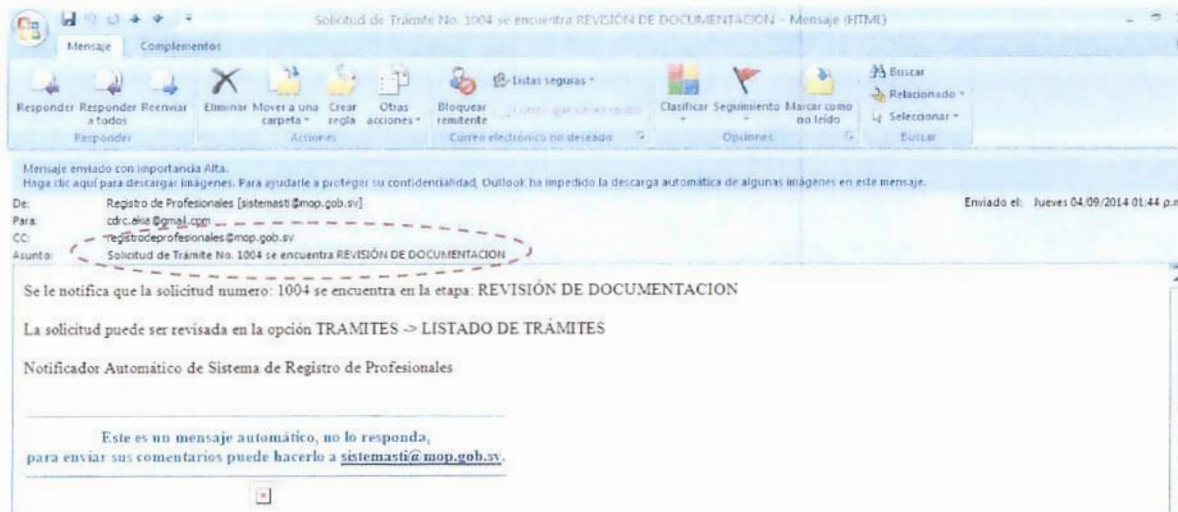 Solicitud de Trámite No. 1004 se encuentra REVISIÓN DE DOCUMENTACION - Mensaje (HTML)
Mensaje Complementos
Responder Responder a todos Reenviar
Eliminar Mover a una carpeta Crear regla Otras acciones
Bloquear remitente
Listas seguras
Clasificar Seguimiento Marcar como no leído
Buscar
Relacionado
Seleccionar
Responder Acciones Correo electrónico no deseado Opciones Buscar
Mensaje enviado con importancia Alta.
Haga clic aquí para descargar imágenes. Para ayudarle a proteger su confidencialidad, Outlook ha impedido la descarga automática de algunas imágenes en este mensaje.
De: Registro de Profesionales [sistemasti@mop.gob.sv] Enviado el: Jueves 04/09/2014 01:44 p.m
Para: cdrc.akia@gmail.com
CC: registrodeprofesionales@mop.gob.sv
Asunto: Solicitud de Trámite No. 1004 se encuentra REVISIÓN DE DOCUMENTACION
Se le notifica que la solicitud numero: 1004 se encuentra en la etapa: REVISIÓN DE DOCUMENTACION
La solicitud puede ser revisada en la opción TRAMITES -> LISTADO DE TRÁMITES
Notificador Automático de Sistema de Registro de Profesionales
Este es un mensaje automático, no lo responda,
para enviar sus comentarios puede hacerlo a sistemasti@mop.gob.sv.